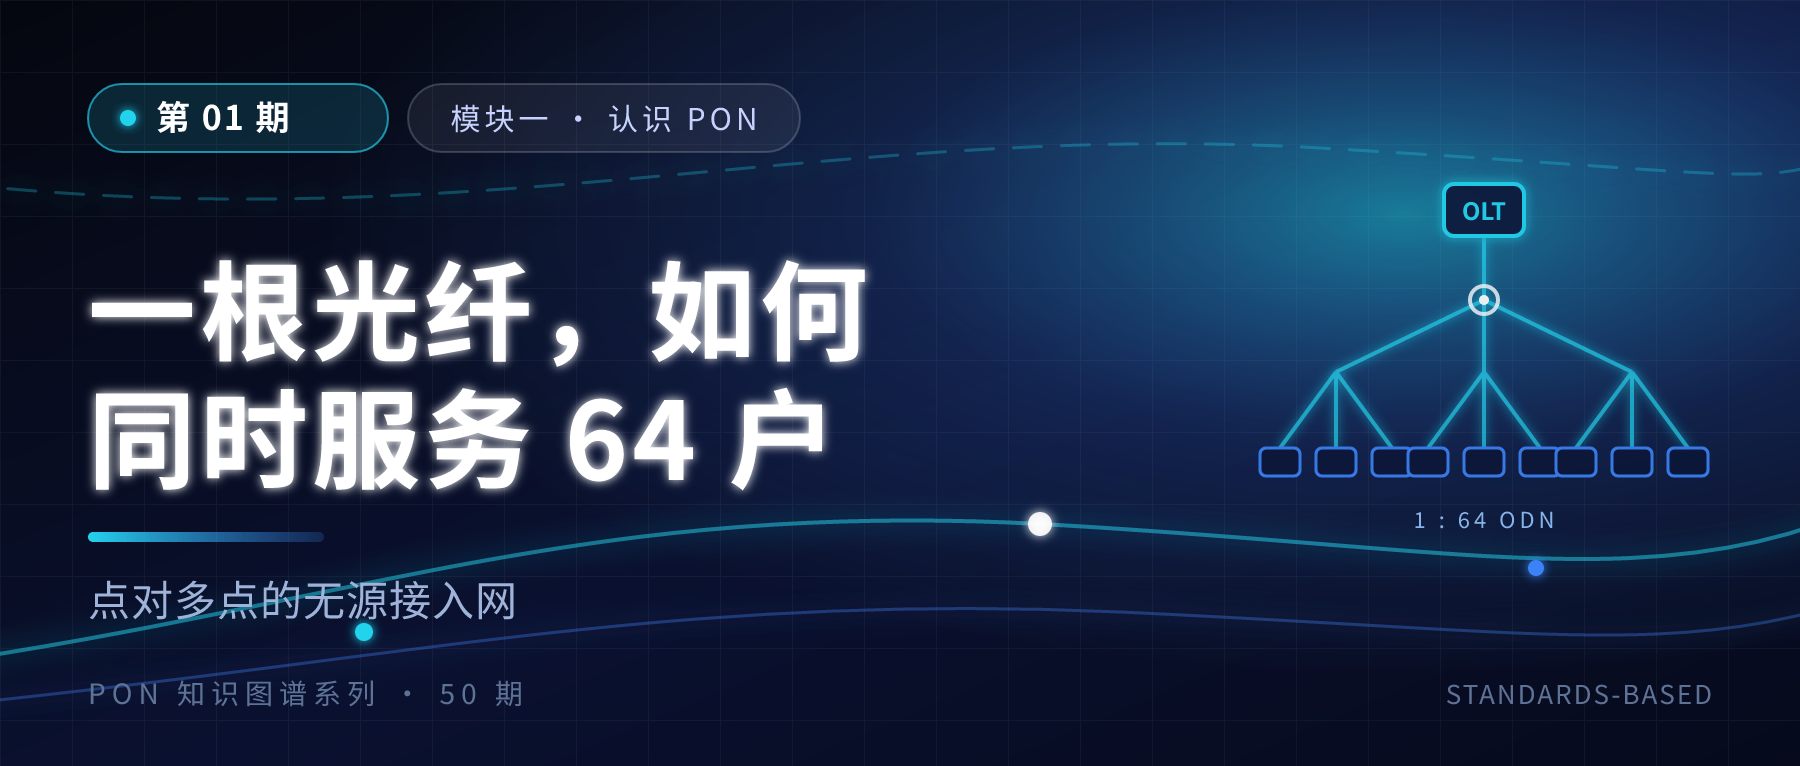 第 01 期
模块一 · 认识 PON
OLT
一根光纤，如何
同时服务 64 户
1 : 64 ODN
点对多点的无源接入网
PON 知识图谱系列 · 50 期
STANDARDS-BASED